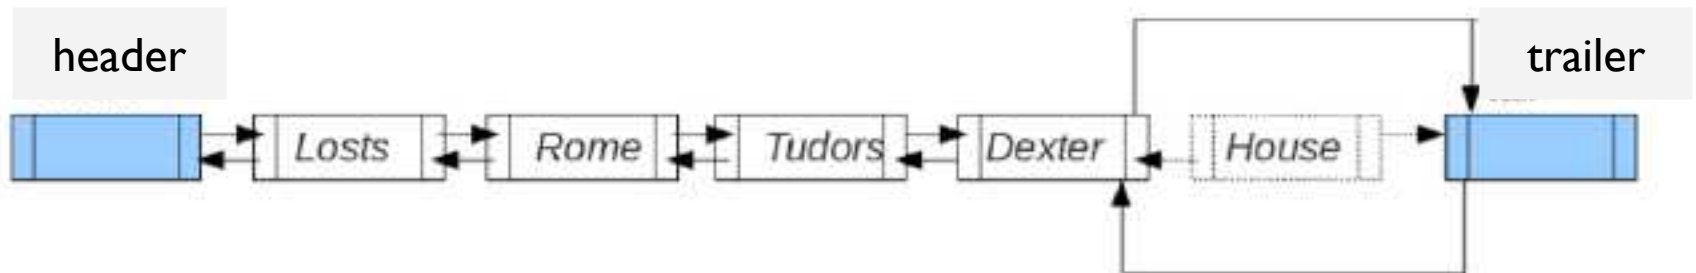 header
trailer
Losts
Rome
Tudors
Dexter
House